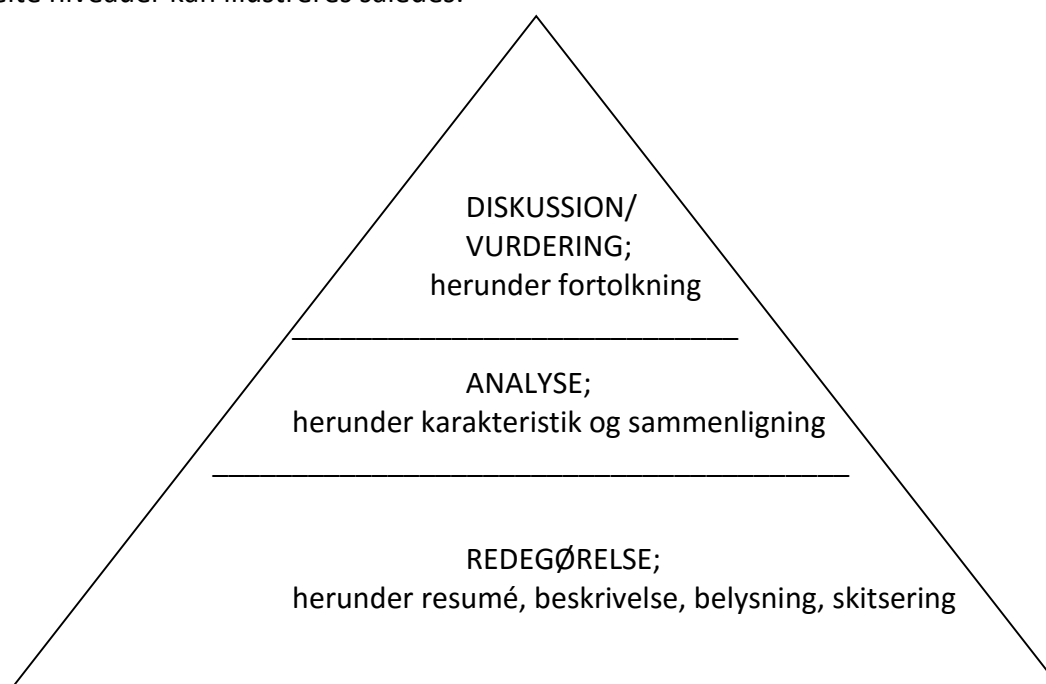 niveauer kan illustreres således:
DISKUSSION/
VURDERING;
herunder fortolkning
ANALYSE;
herunder karakteristik og sammenligning
REDEGØRELSE;
herunder resumé, beskrivelse, belysning, skitsering